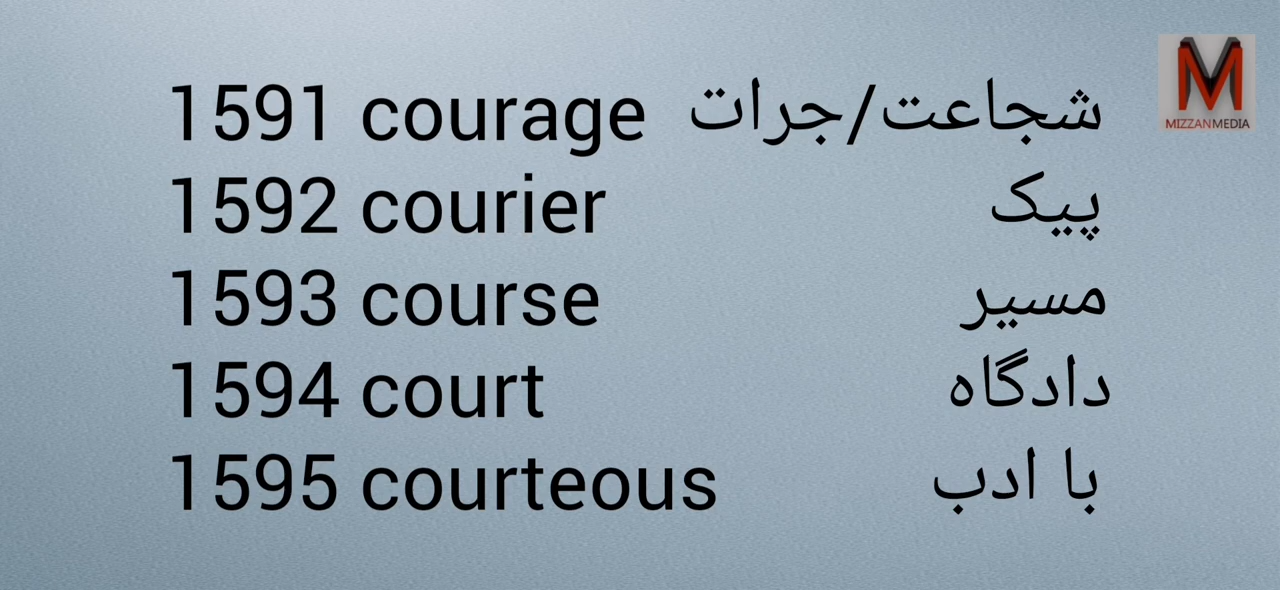 1591 courage شجاعت/جرات
1592 courier پیک
1593 course مسیر
1594 court دادگاه
1595 courteous با ادب
M
MIZZANMEDIA